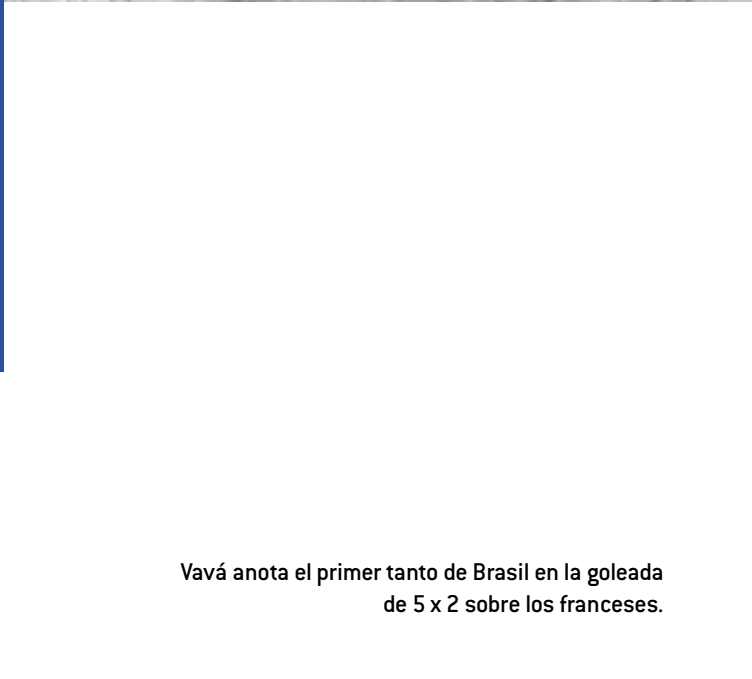 Vavá anota el primer tanto de Brasil en la goleada
de 5 x 2 sobre los franceses.